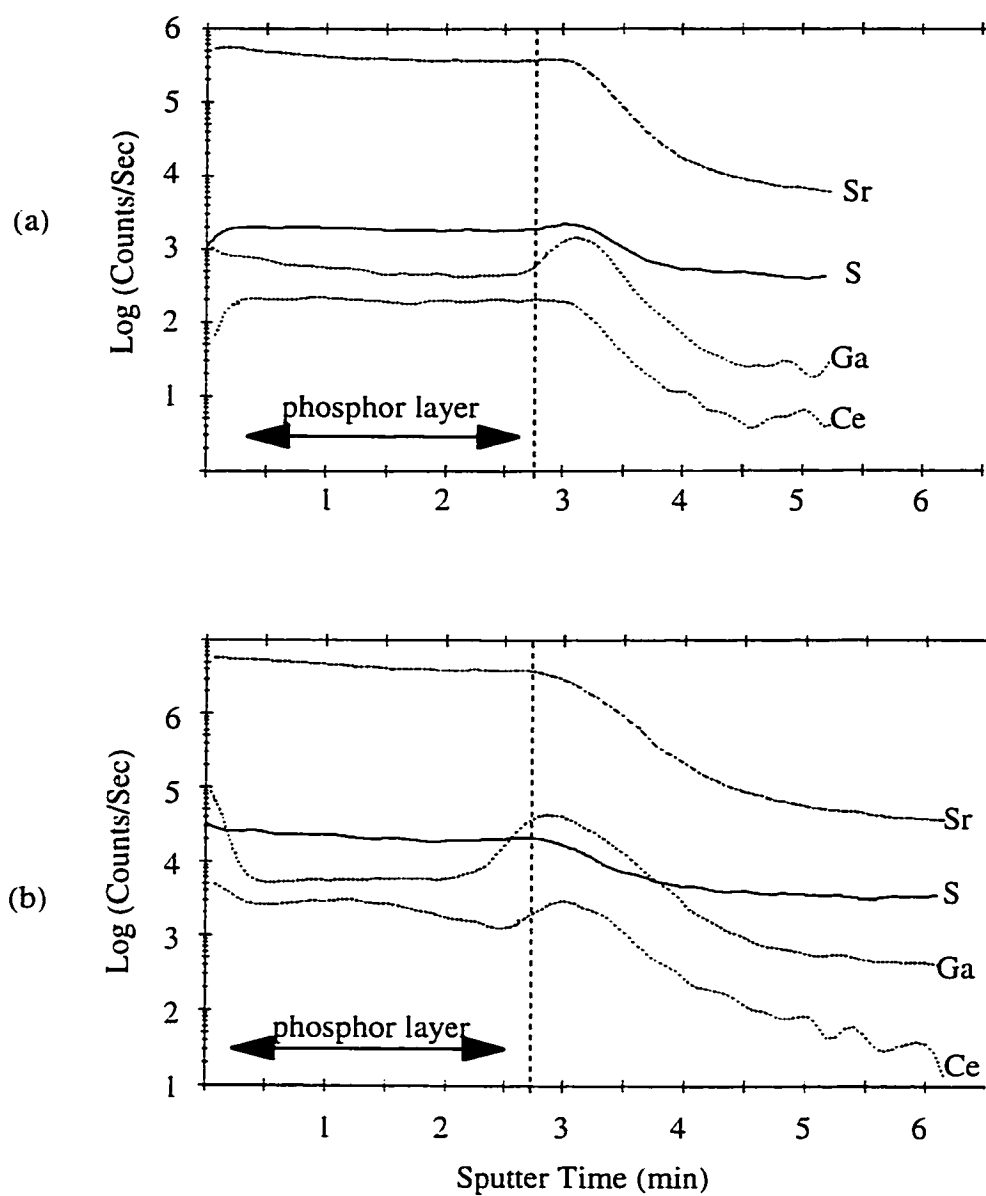 (a)
Log (Counts/Sec)
6
5
4
3
2
1
Sr
S
Ga
Ce
phosphor layer
1 2 3 4 5 6
(b)
Log (Counts/Sec)
6
5
4
3
2
1
Sr
S
Ga
Ce
phosphor layer
1 2 3 4 5 6
Sputter Time (min)